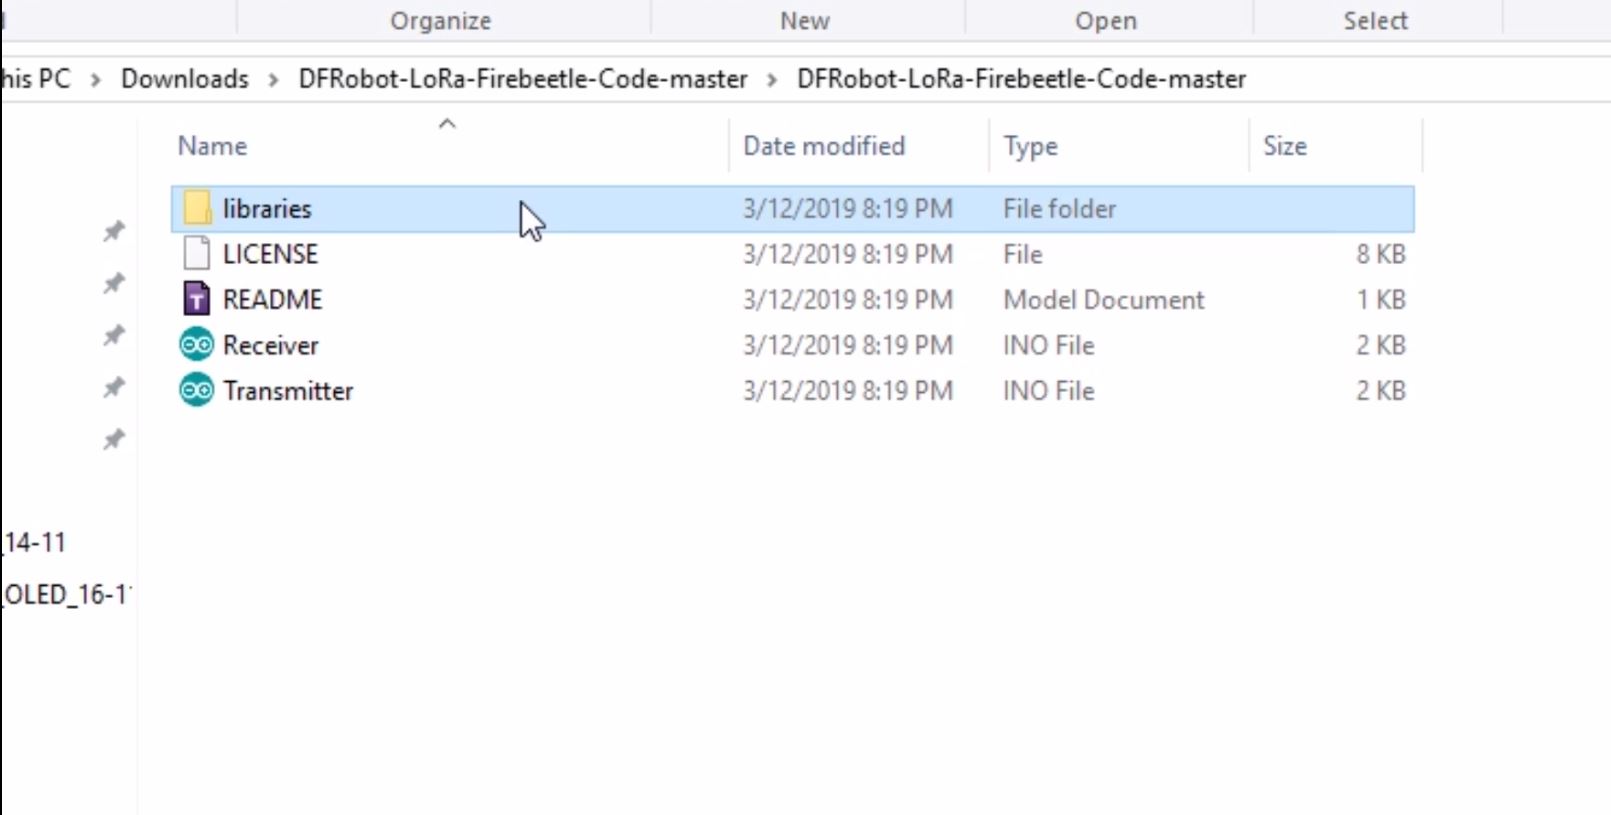 Organize New Open Select
his PC > Downloads > DFRobot-LoRa-Firebeetle-Code-master > DFRobot-LoRa-Firebeetle-Code-master
Name Date modified Type Size
libraries 3/12/2019 8:19 PM File folder
LICENSE 3/12/2019 8:19 PM File 8 KB
README 3/12/2019 8:19 PM Model Document 1 KB
Receiver 3/12/2019 8:19 PM INO File 2 KB
Transmitter 3/12/2019 8:19 PM INO File 2 KB
_14-11
_OLED_16-1